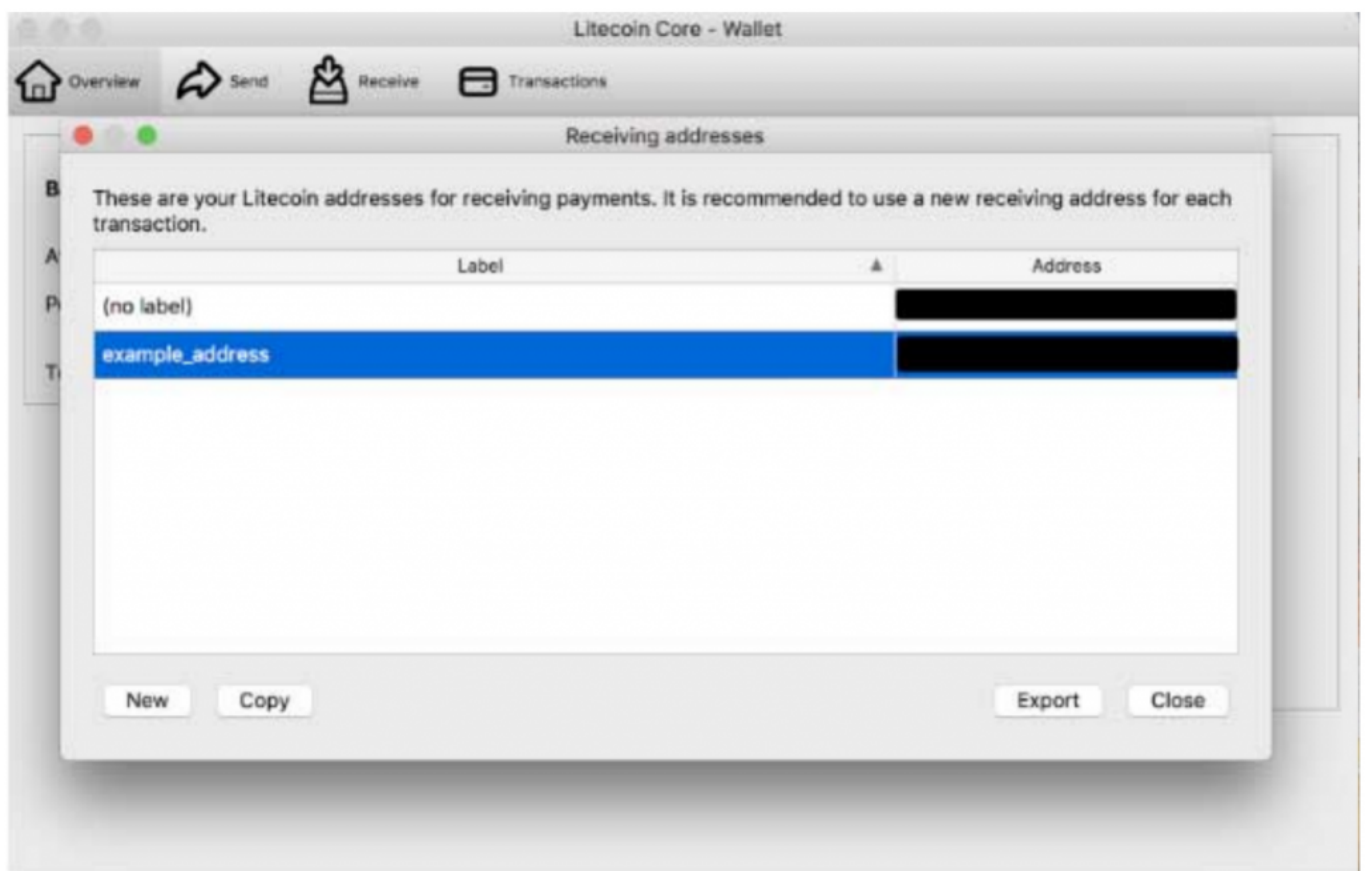 Litecoin Core - Wallet
Overview Send Receive Transactions
Receiving addresses
These are your Litecoin addresses for receiving payments. It is recommended to use a new receiving address for each
transaction.
Label Address
(no label)
example_address
New Copy Export Close